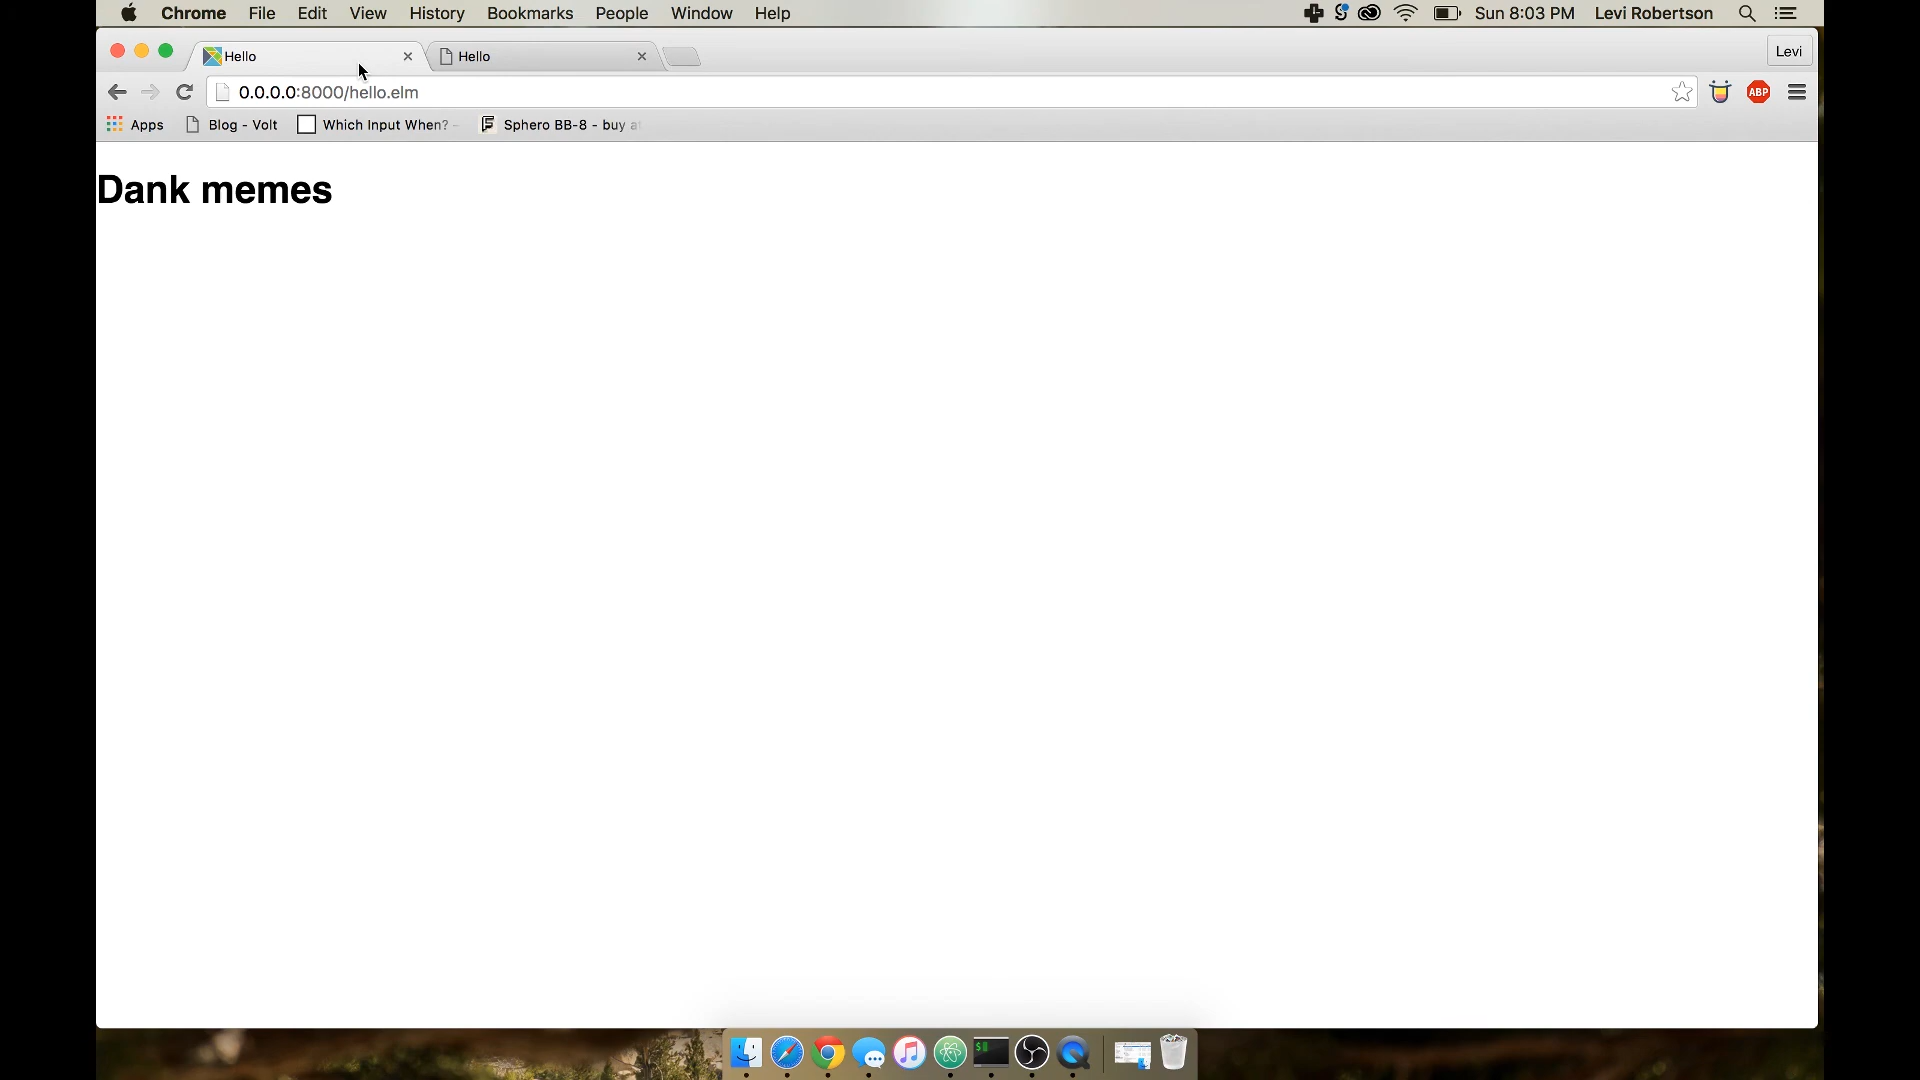 Chrome File Edit View History Bookmarks People Window Help Sun 8:03 PM Levi Robertson
Hello Hello Levi
0.0.0.0:8000/hello.elm ABP
Apps Blog - Volt Which Input When? - Sphero BB-8 - buy a
Dank memes